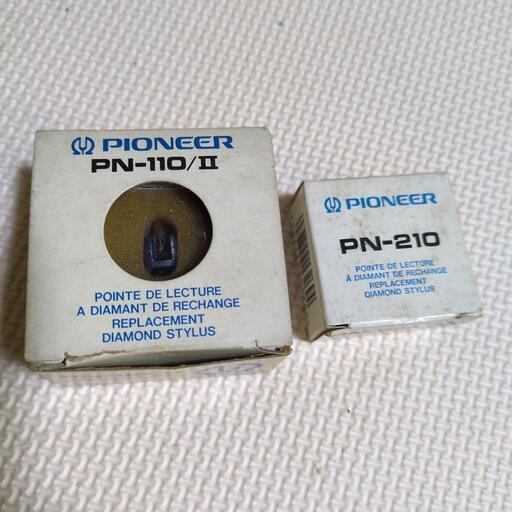 PIONEER
PN-110/II
POINTE DE LECTURE
A DIAMANT DE RECHANGE
REPLACEMENT
DIAMOND STYLUS
PIONEER
PN-210
POINTE DE LECTURE
À DIAMANT DE RECHANGE
REPLACEMENT
DIAMOND STYLUS